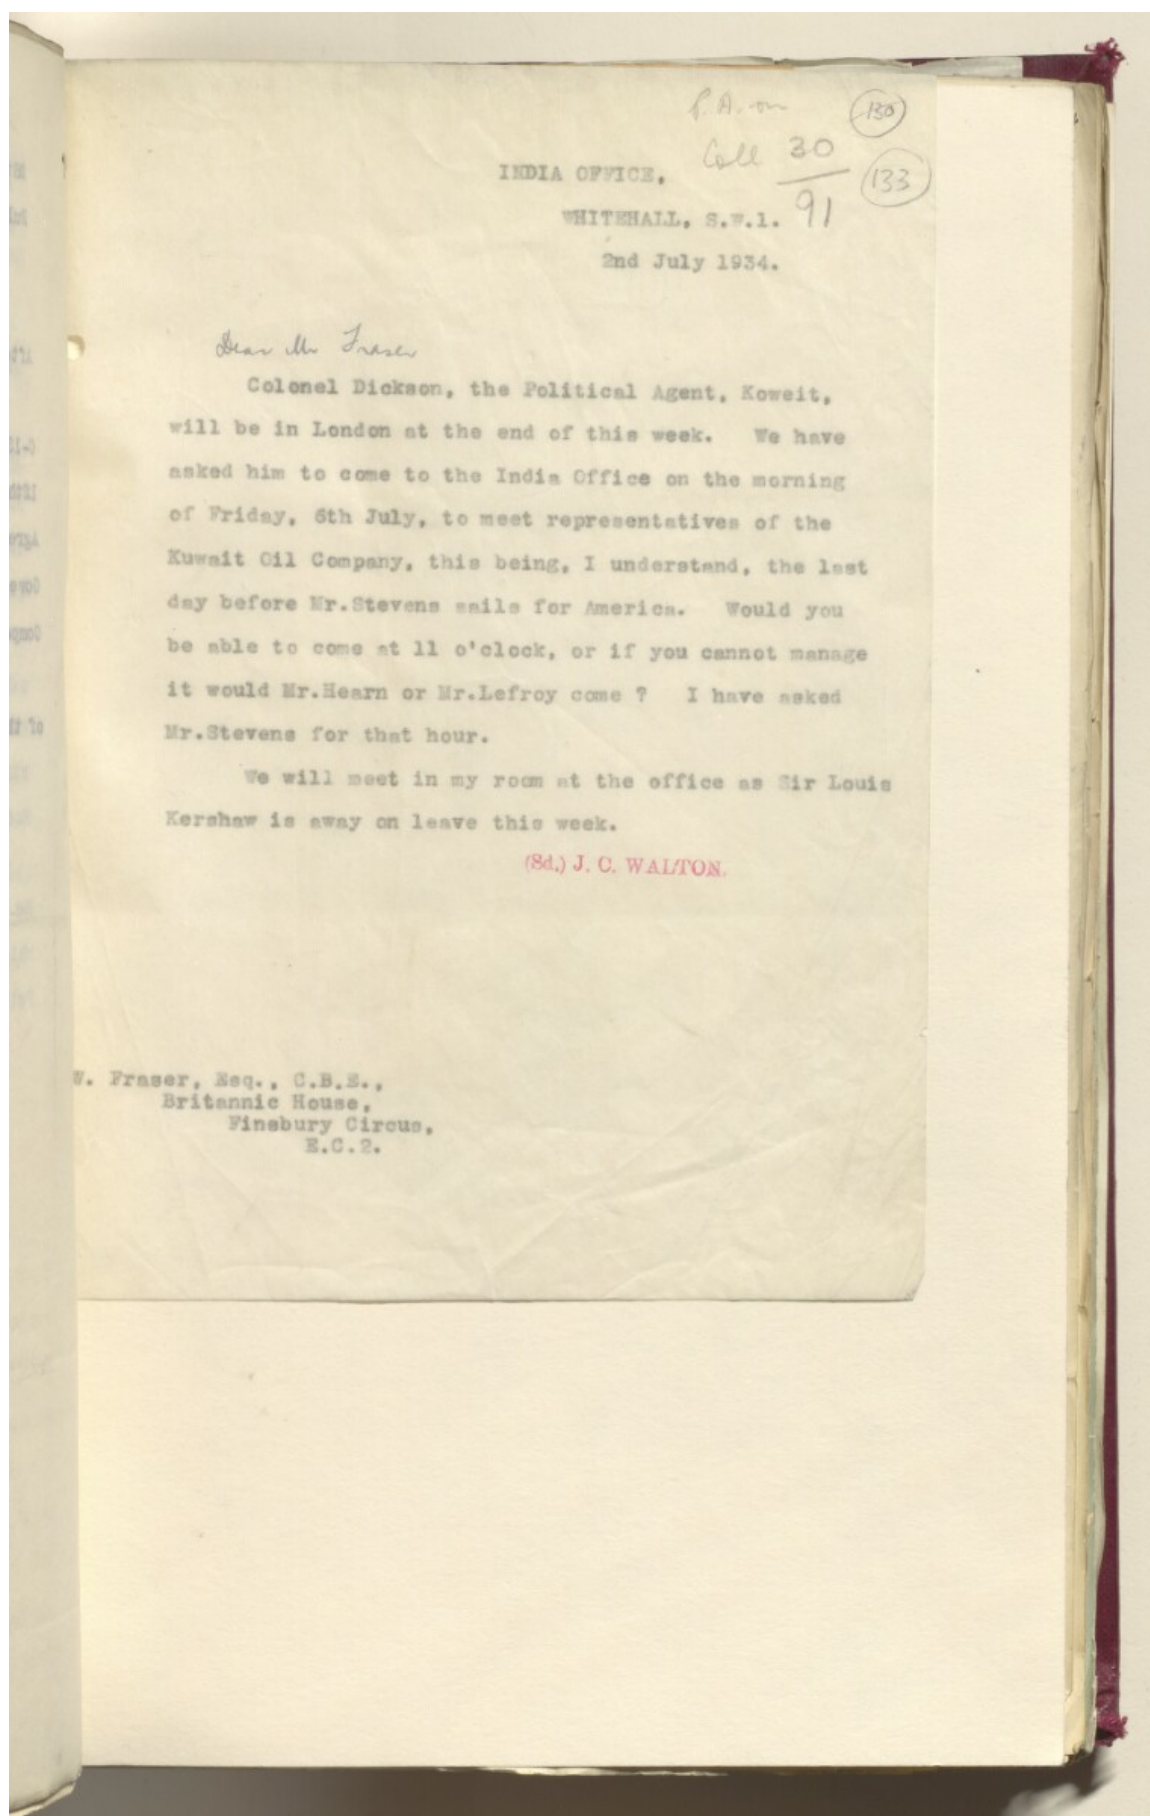 P.A. on
130
Coll 30
91
133
INDIA OFFICE,
WHITEHALL, S.W.1.
2nd July 1934.
Dear Mr Fraser
Colonel Dickson, the Political Agent, Koweit,
will be in London at the end of this week. We have
asked him to come to the India Office on the morning
of Friday, 6th July, to meet representatives of the
Kuwait Oil Company, this being, I understand, the last
day before Mr.Stevens sails for America. Would you
be able to come at 11 o'clock, or if you cannot manage
it would Mr.Hearn or Mr.Lefroy come ? I have asked
Mr.Stevens for that hour.
We will meet in my room at the office as Sir Louis
Kershaw is away on leave this week.
(Sd.) J. C. WALTON.
W. Fraser, Esq., C.B.E.,
Britannic House,
Finsbury Circus,
E.C.2.